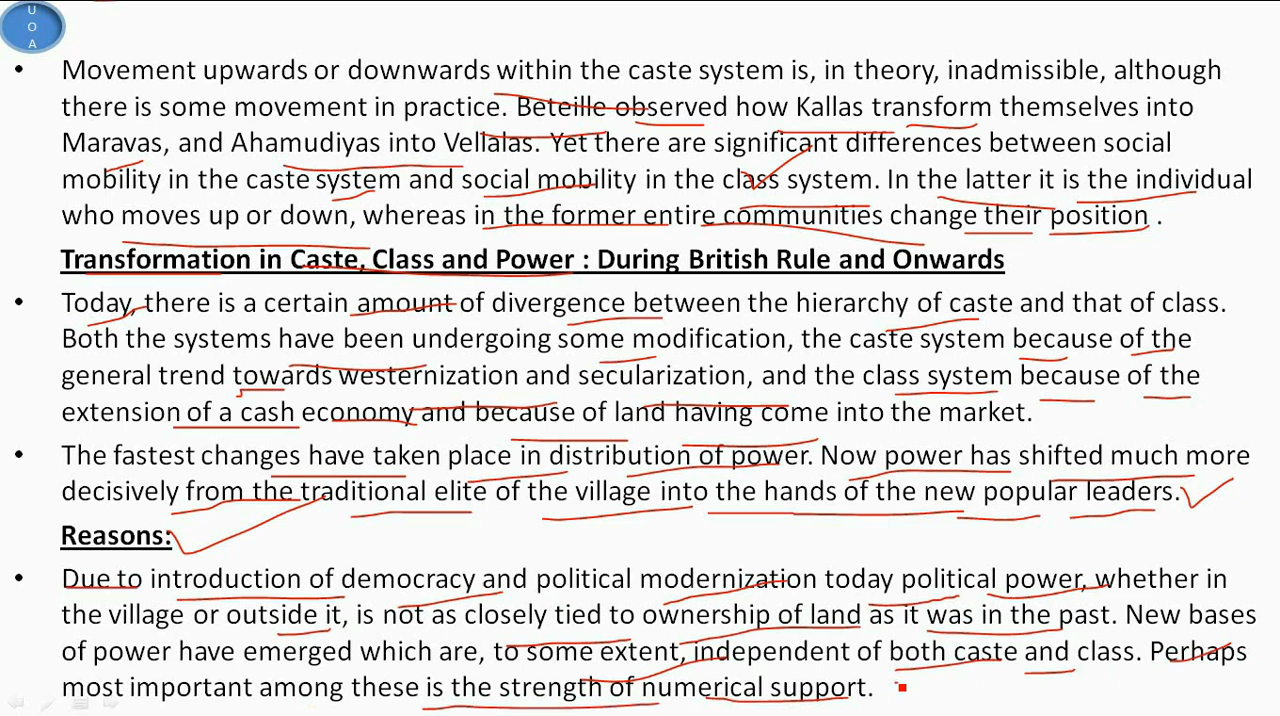 U
O
A
• Movement upwards or downwards within the caste system is, in theory, inadmissible, although
there is some movement in practice. Beteille observed how Kallas transform themselves into
Maravas, and Ahamudiyas into Vellalas. Yet there are significant differences between social
mobility in the caste system and social mobility in the class system. In the latter it is the individual
who moves up or down, whereas in the former entire communities change their position .
Transformation in Caste, Class and Power : During British Rule and Onwards
• Today, there is a certain amount of divergence between the hierarchy of caste and that of class.
Both the systems have been undergoing some modification, the caste system because of the
general trend towards westernization and secularization, and the class system because of the
extension of a cash economy and because of land having come into the market.
• The fastest changes have taken place in distribution of power. Now power has shifted much more
decisively from the traditional elite of the village into the hands of the new popular leaders.
Reasons:
• Due to introduction of democracy and political modernization today political power, whether in
the village or outside it, is not as closely tied to ownership of land as it was in the past. New bases
of power have emerged which are, to some extent, independent of both caste and class. Perhaps
most important among these is the strength of numerical support.